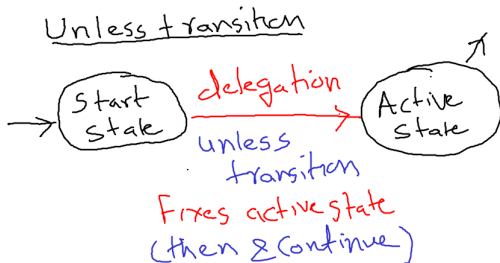 Unless transition
Start
state
delegation
Active
state
unless
transition
Fixes active state
(then & continue)